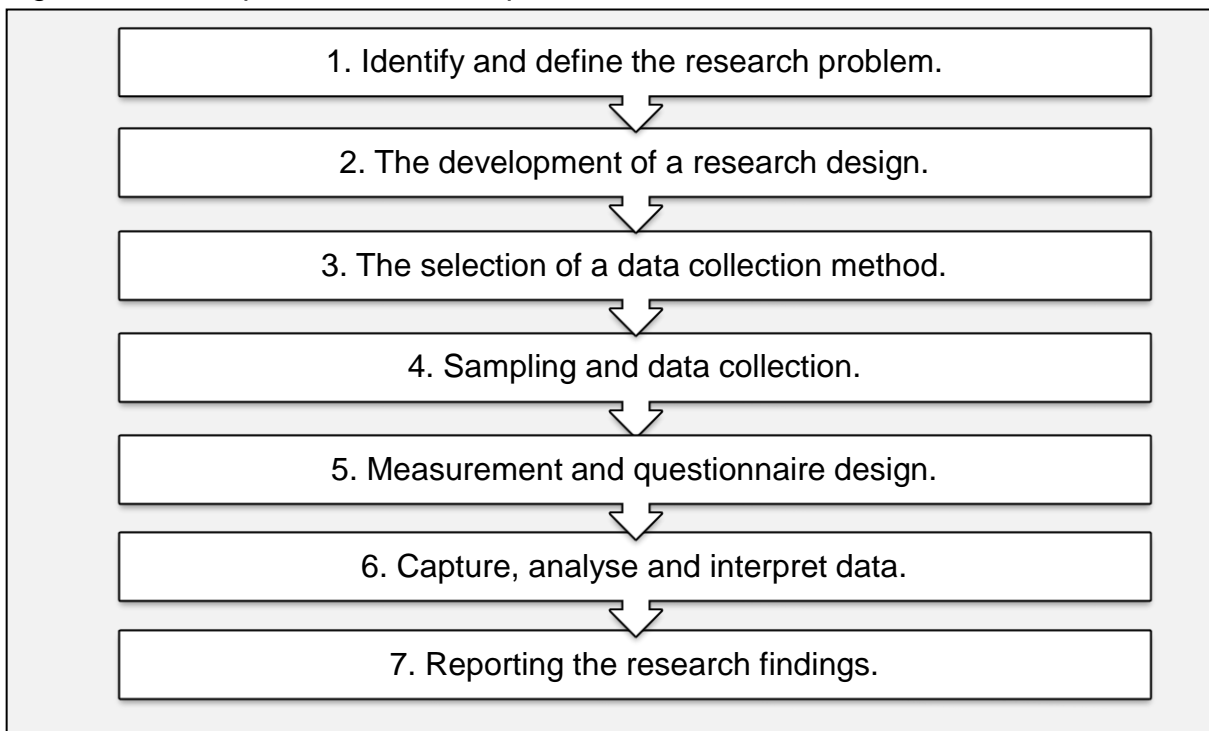 1. Identify and define the research problem.
2. The development of a research design.
3. The selection of a data collection method.
4. Sampling and data collection.
5. Measurement and questionnaire design.
6. Capture, analyse and interpret data.
7. Reporting the research findings.